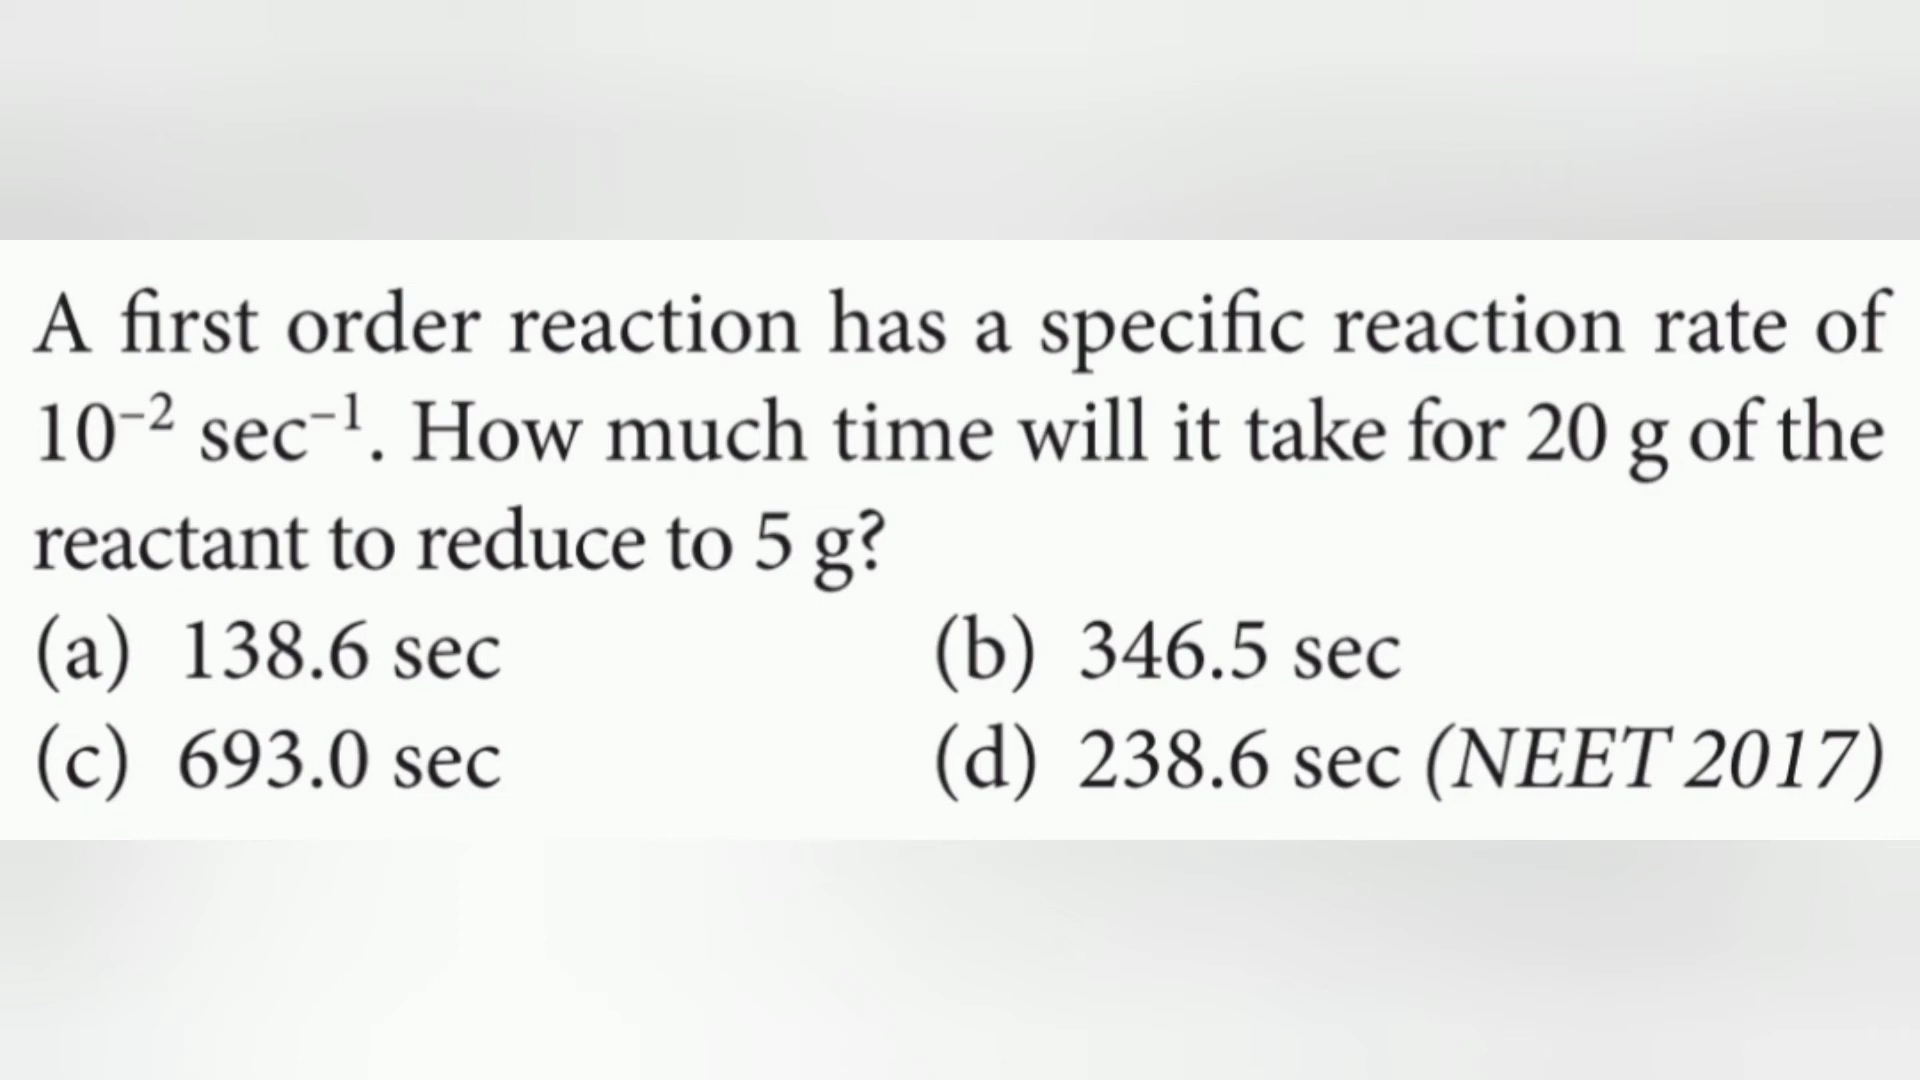 A first order reaction has a specific reaction rate of
10⁻² sec⁻¹. How much time will it take for 20 g of the
reactant to reduce to 5 g?
(a) 138.6 sec (b) 346.5 sec
(c) 693.0 sec (d) 238.6 sec (NEET 2017)